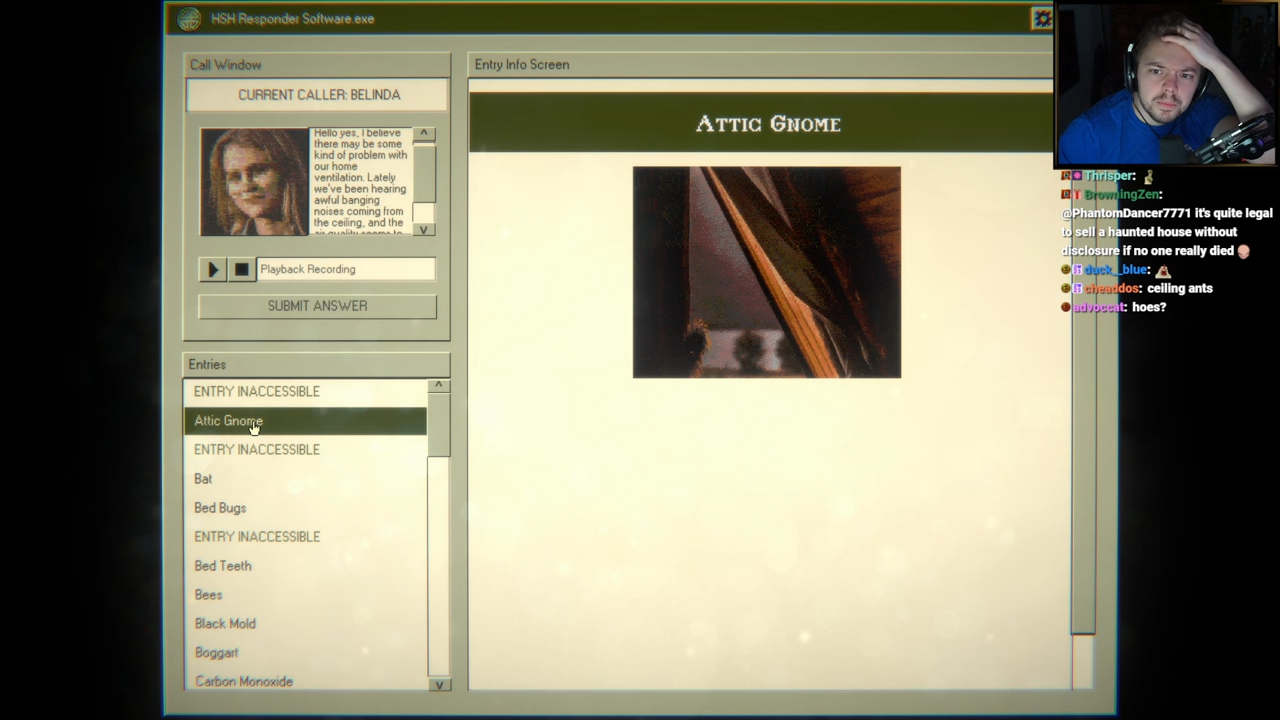 HSH Responder Software.exe
Call Window
CURRENT CALLER: BELINDA
Hello yes, I believe
there may be some
kind of problem with
our home
ventilation. Lately
we've been hearing
awful banging
noises coming from
the ceiling, and the
Playback Recording
SUBMIT ANSWER
Entries
ENTRY INACCESSIBLE
Attic Gnome
ENTRY INACCESSIBLE
Bat
Bed Bugs
ENTRY INACCESSIBLE
Bed Teeth
Bees
Black Mold
Boggart
Carbon Monoxide
Entry Info Screen
Attic Gnome
Thrisper:
BrowningZen:
@PhantomDancer7771 it's quite legal
to sell a haunted house without
disclosure if no one really died
duck__blue:
cheaddos: ceiling ants
advoccat: hoes?